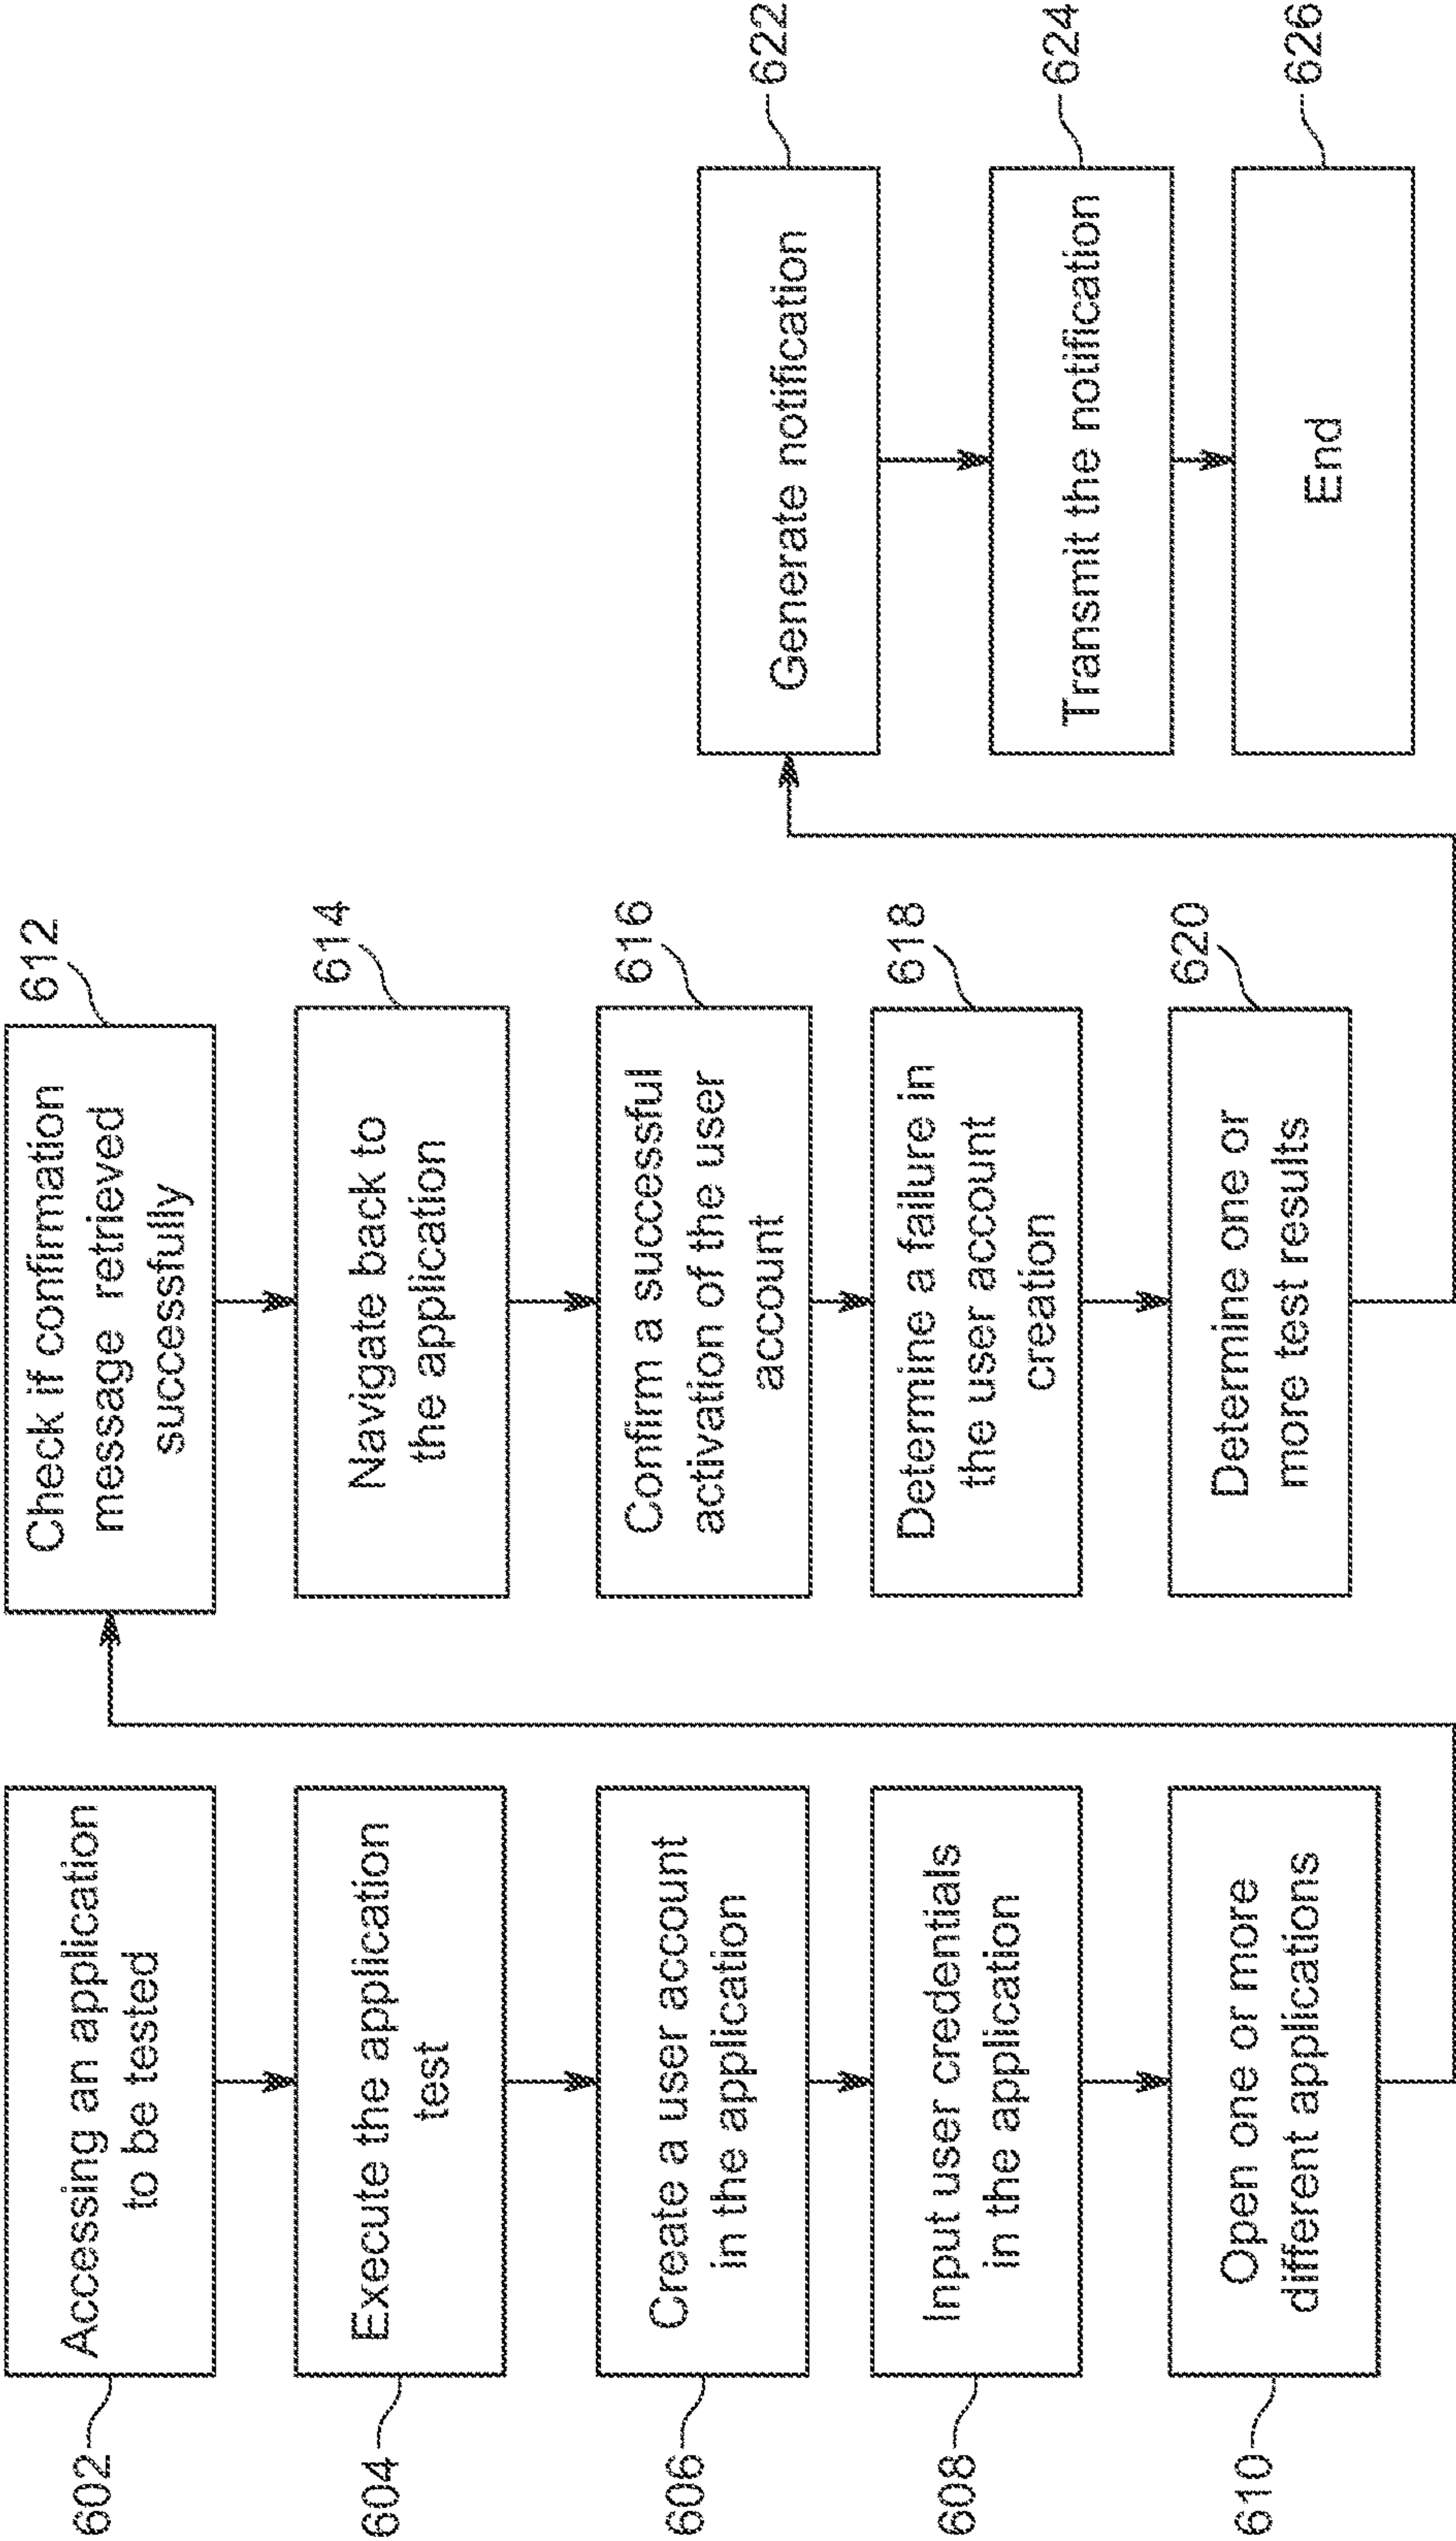 602
Accessing an application
to be tested
604
Execute the application
test
606
Create a user account
in the application
608
Input user credentials
in the application
610
Open one or more
different applications
612
Check if confirmation
message retrieved
successfully
614
Navigate back to
the application
616
Confirm a successful
activation of the user
account
618
Determine a failure in
the user account
creation
620
Determine one or
more test results
622
Generate notification
624
Transmit the notification
626
End